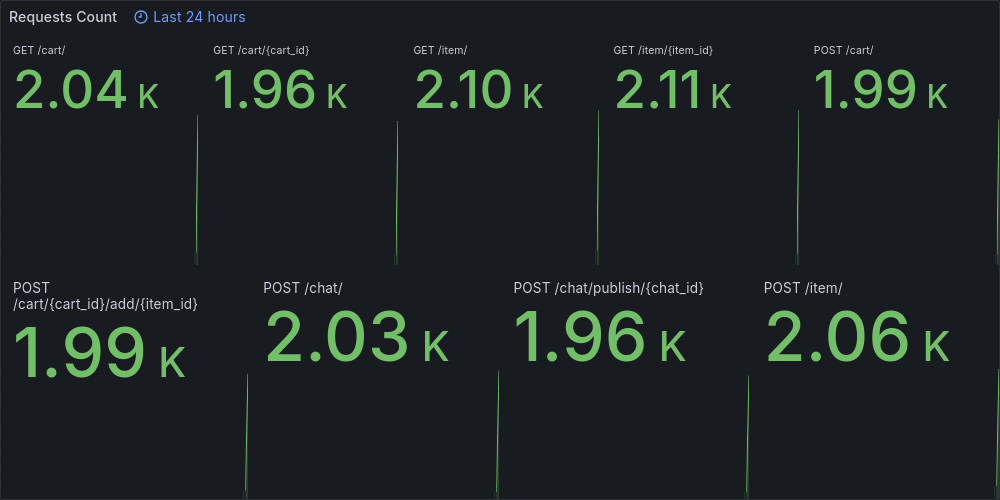 Requests Count Last 24 hours
GET /cart/ GET /cart/{cart_id} GET /item/ GET /item/{item_id} POST /cart/
2.04 K 1.96 K 2.10 K 2.11 K 1.99 K
POST
/cart/{cart_id}/add/{item_id}
1.99 K
POST /chat/
2.03 K
POST /chat/publish/{chat_id}
1.96 K
POST /item/
2.06 K